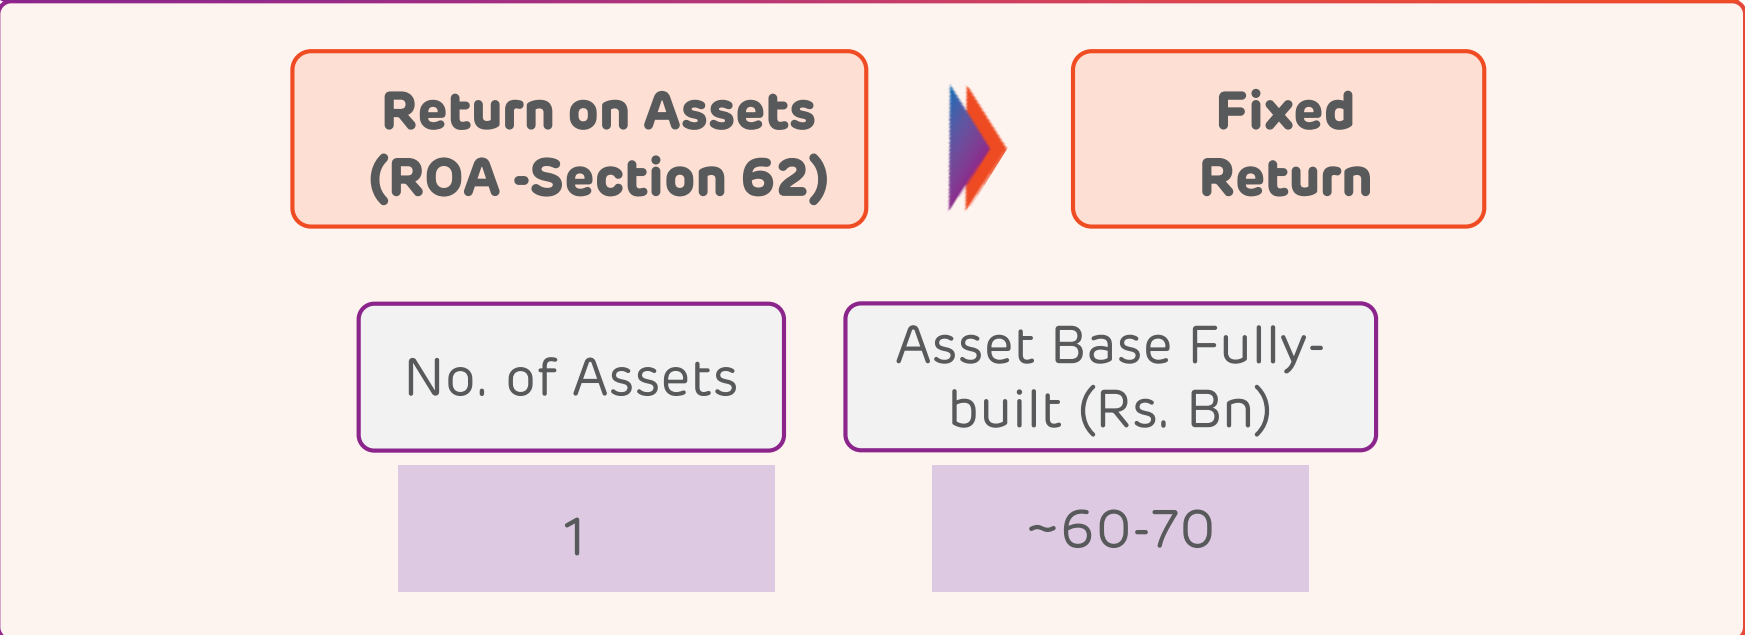 Return on Assets
(ROA -Section 62)
Fixed
Return
No. of Assets
Asset Base Fully-
built (Rs. Bn)
1
~60-70